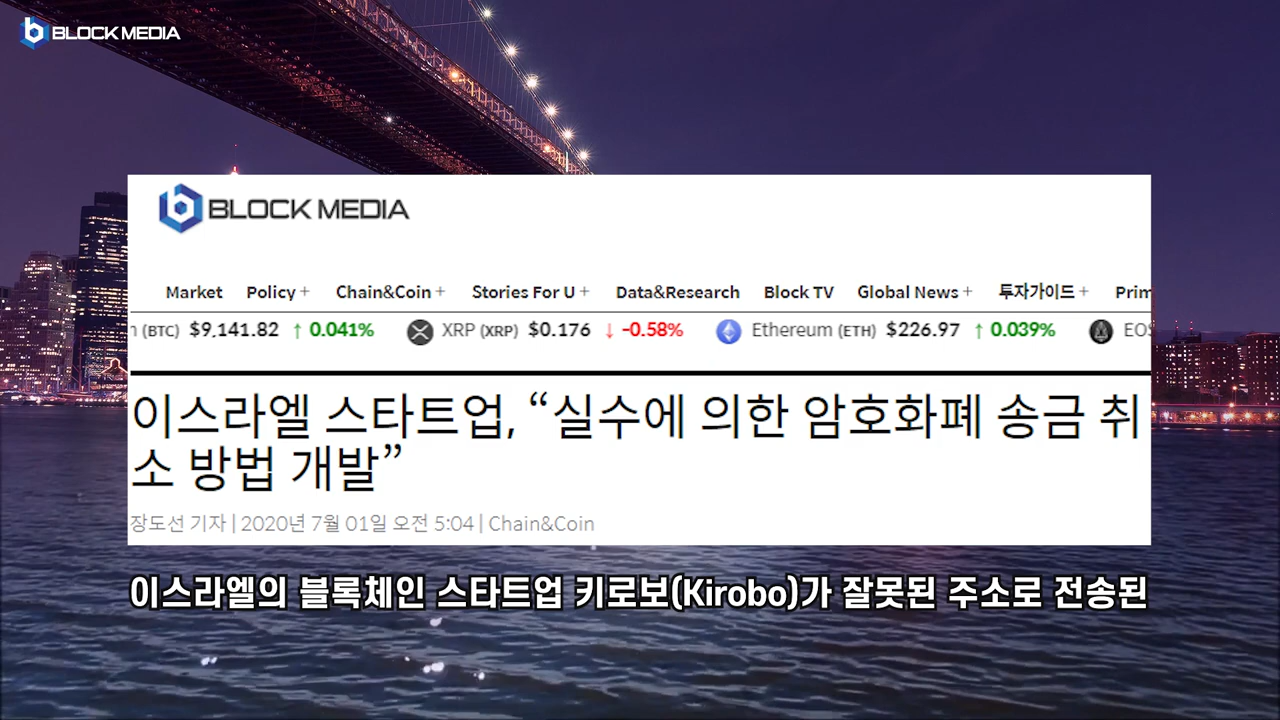 BLOCK MEDIA
BLOCK MEDIA
Market Policy + Chain&Coin + Stories For U + Data&Research Block TV Global News + 투자가이드 + Prim
(BTC) $9,141.82 ↑ 0.041% XRP (XRP) $0.176 ↓ -0.58% Ethereum (ETH) $226.97 ↑ 0.039% EOS
이스라엘 스타트업, “실수에 의한 암호화폐 송금 취
소 방법 개발”
장도선 기자 | 2020년 7월 01일 오전 5:04 | Chain&Coin
이스라엘의 블록체인 스타트업 키로보(Kirobo)가 잘못된 주소로 전송된